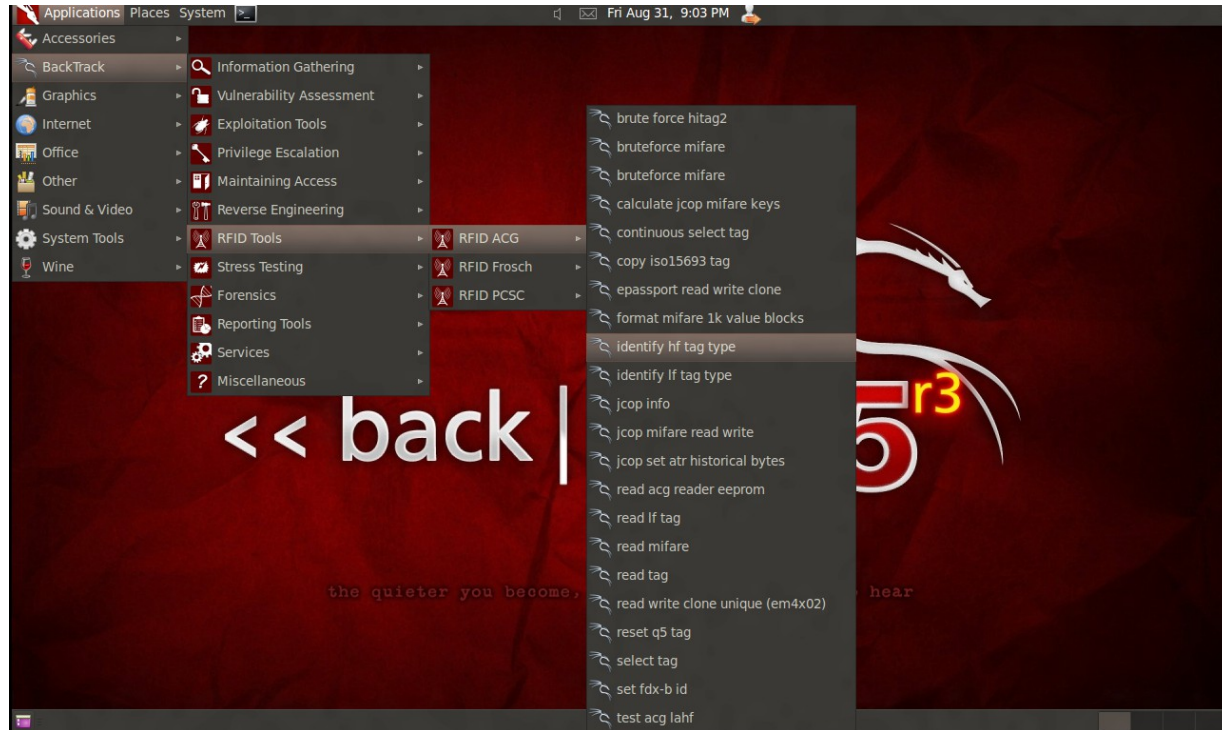 Applications Places System Fri Aug 31, 9:03 PM
Accessories
BackTrack
Graphics
Internet
Office
Other
Sound & Video
System Tools
Wine
Information Gathering
Vulnerability Assessment
Exploitation Tools
Privilege Escalation
Maintaining Access
Reverse Engineering
RFID Tools
Stress Testing
Forensics
Reporting Tools
Services
Miscellaneous
RFID ACG
RFID Frosch
RFID PCSC
brute force hitag2
bruteforce mifare
bruteforce mifare
calculate jcop mifare keys
continuous select tag
copy iso15693 tag
epassport read write clone
format mifare 1k value blocks
identify hf tag type
identify lf tag type
jcop info
jcop mifare read write
jcop set atr historical bytes
read acg reader eeprom
read lf tag
read mifare
read tag
read write clone unique (em4x02)
reset q5 tag
select tag
set fdx-b id
test acg lahf
<< back | 5 r3
the quieter you become, hear